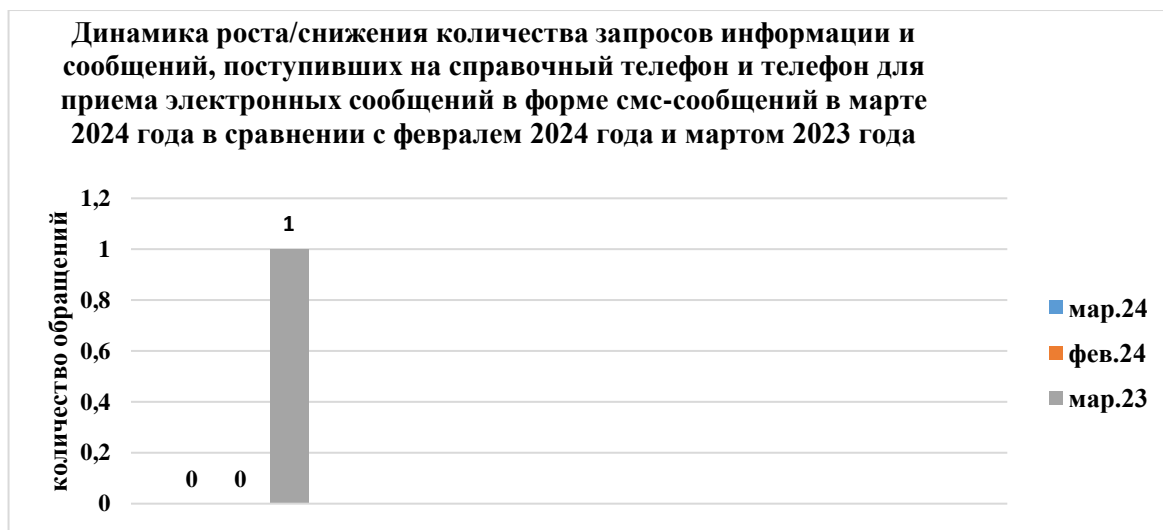 Динамика роста/снижения количества запросов информации и
сообщений, поступивших на справочный телефон и телефон для
приема электронных сообщений в форме смс-сообщений в марте
2024 года в сравнении с февралем 2024 года и мартом 2023 года
количество обращений
1,2
1
0,8
0,6
0,4
0,2
0
0
0
1
мар.24
фев.24
мар.23